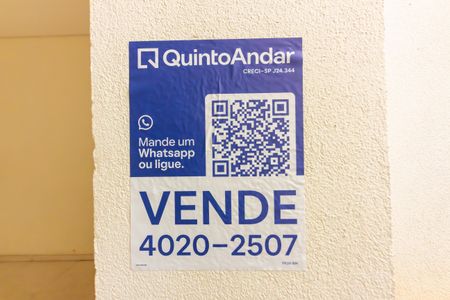 QuintoAndar
CRECI-SP J24.344
Mande um
Whatsapp
ou ligue.
VENDE
4020-2507